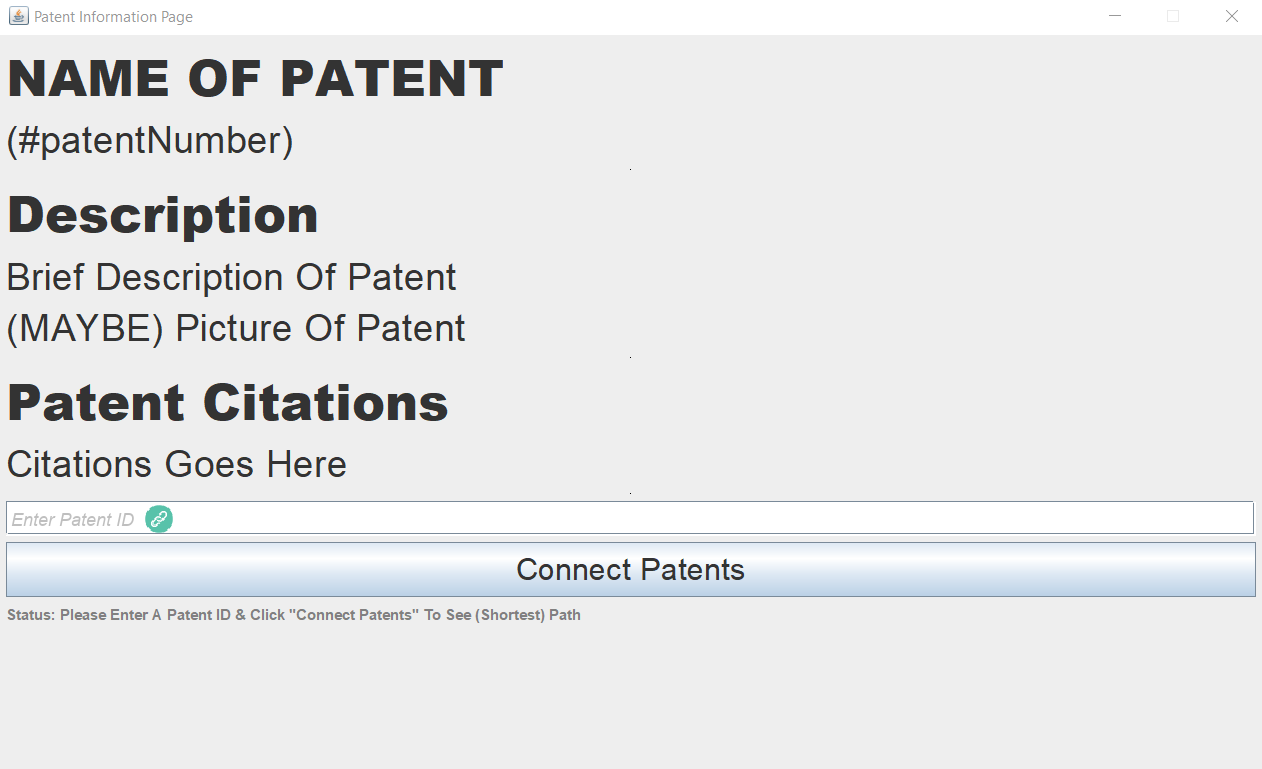 Patent Information Page
NAME OF PATENT
(#patentNumber)
Description
Brief Description Of Patent
(MAYBE) Picture Of Patent
Patent Citations
Citations Goes Here
Enter Patent ID
Connect Patents
Status: Please Enter A Patent ID & Click "Connect Patents" To See (Shortest) Path